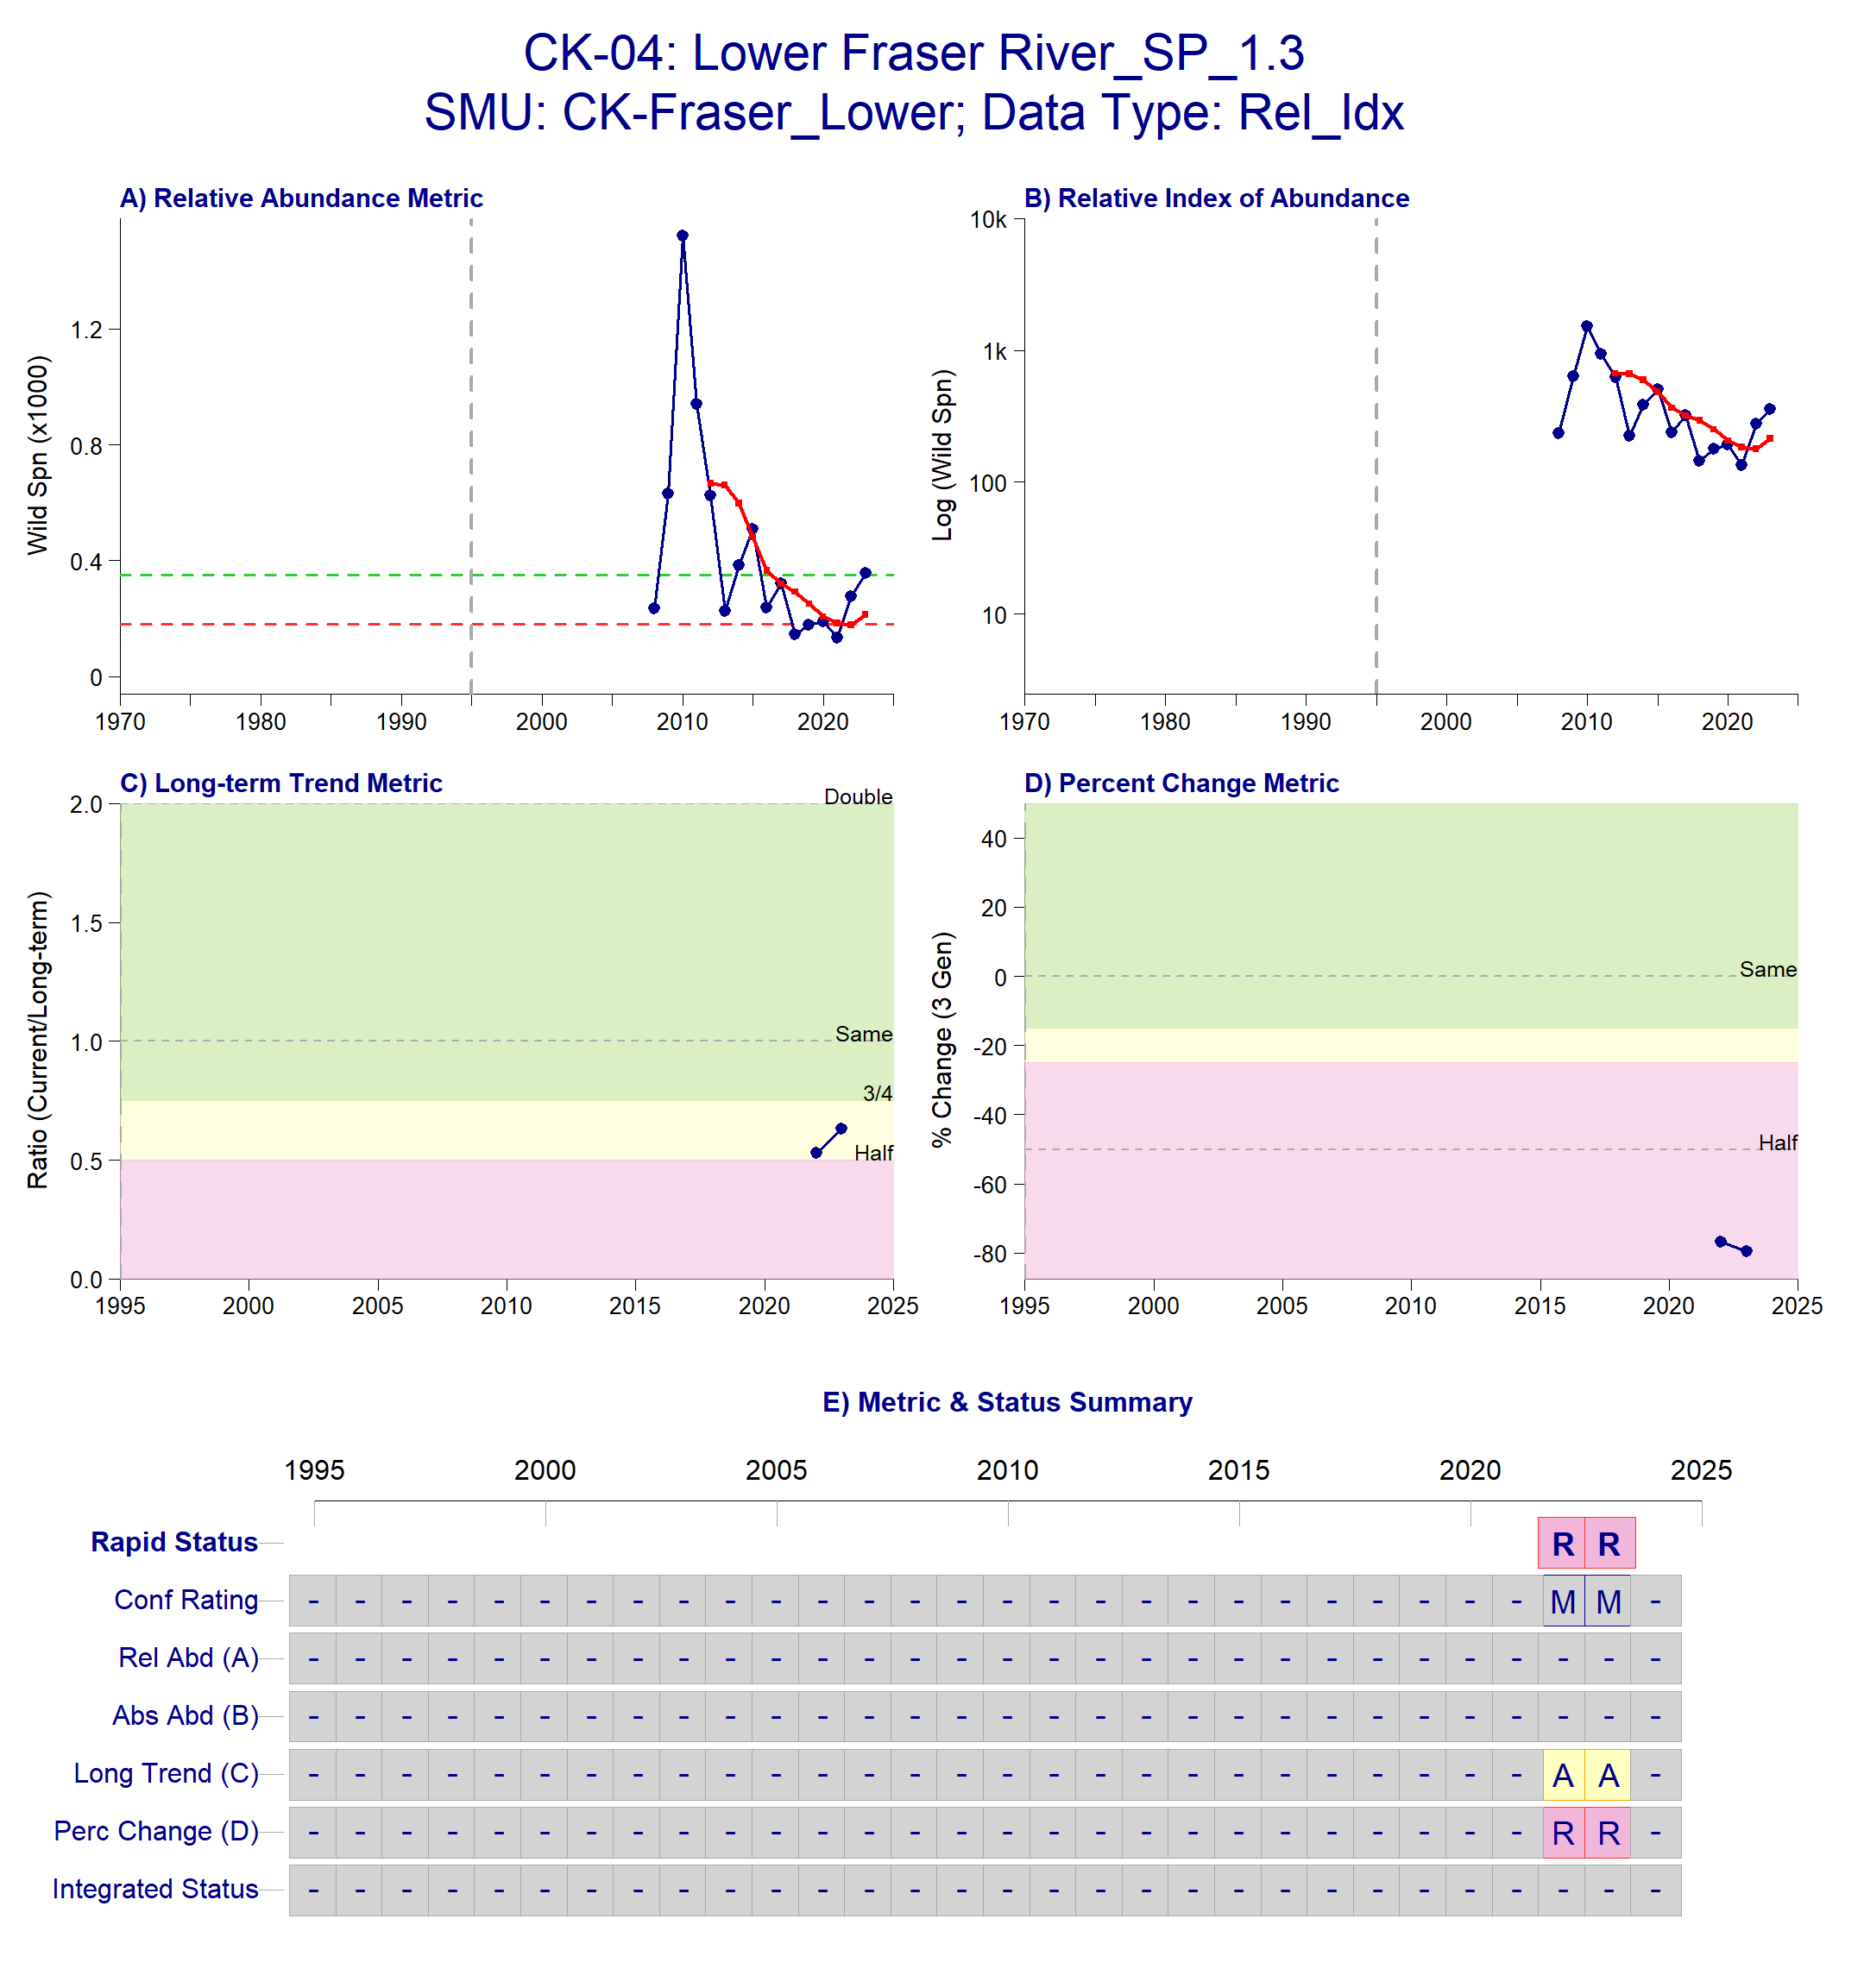 CK-04: Lower Fraser River_SP_1.3
SMU: CK-Fraser_Lower; Data Type: Rel_Idx
A) Relative Abundance Metric
Wild Spn (x1000)
1.2
0.8
0.4
0
1970 1980 1990 2000 2010 2020
B) Relative Index of Abundance
Log (Wild Spn)
10k
1k
100
10
1970 1980 1990 2000 2010 2020
C) Long-term Trend Metric
Ratio (Current/Long-term)
2.0
1.5
1.0
0.5
0.0
Double
Same
3/4
Half
1995 2000 2005 2010 2015 2020 2025
D) Percent Change Metric
% Change (3 Gen)
40
20
0
-20
-40
-60
-80
Same
Half
1995 2000 2005 2010 2015 2020 2025
E) Metric & Status Summary
1995 2000 2005 2010 2015 2020 2025
Rapid Status R R
Conf Rating - - - - - - - - - - - - - - - - - - - - - - - - - - - M M -
Rel Abd (A) - - - - - - - - - - - - - - - - - - - - - - - - - - - - - -
Abs Abd (B) - - - - - - - - - - - - - - - - - - - - - - - - - - - - - -
Long Trend (C) - - - - - - - - - - - - - - - - - - - - - - - - - - - A A -
Perc Change (D) - - - - - - - - - - - - - - - - - - - - - - - - - - - R R -
Integrated Status - - - - - - - - - - - - - - - - - - - - - - - - - - - - - -